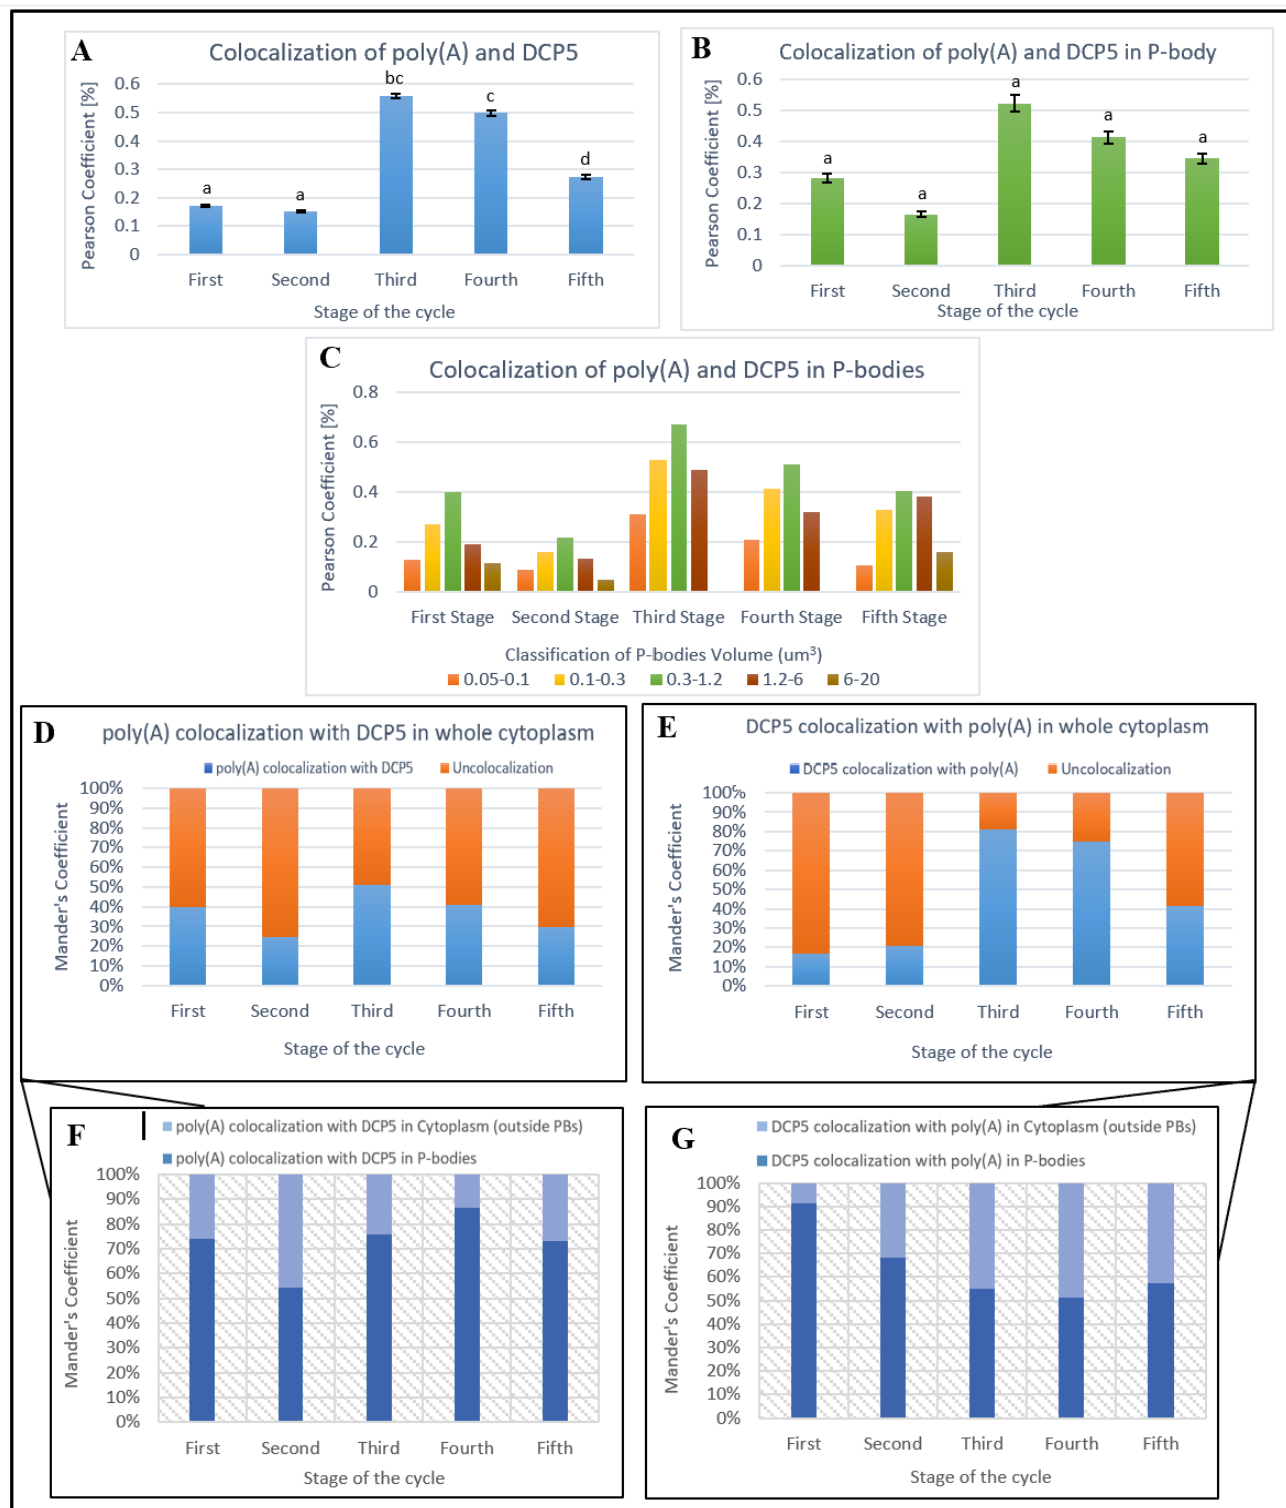 A
Colocalization of poly(A) and DCP5
Pearson Coefficient [%]
0.6
0.5
0.4
0.3
0.2
0.1
0
a
a
bc
c
d
First Second Third Fourth Fifth
Stage of the cycle
B
Colocalization of poly(A) and DCP5 in P-body
Pearson Coefficient [%]
0.6
0.5
0.4
0.3
0.2
0.1
0
a
a
a
a
a
First Second Third Fourth Fifth
Stage of the cycle
C
Colocalization of poly(A) and DCP5 in P-bodies
Pearson Coefficient [%]
0.8
0.6
0.4
0.2
0
First Stage Second Stage Third Stage Fourth Stage Fifth Stage
Classification of P-bodies Volume (um³)
0.05-0.1 0.1-0.3 0.3-1.2 1.2-6 6-20
D
poly(A) colocalization with DCP5 in whole cytoplasm
poly(A) colocalization with DCP5 Uncolocalization
Mander's Coefficient
100%
90%
80%
70%
60%
50%
40%
30%
20%
10%
0%
First Second Third Fourth Fifth
Stage of the cycle
E
DCP5 colocalization with poly(A) in whole cytoplasm
DCP5 colocalization with poly(A) Uncolocalization
Mander's Coefficient
100%
90%
80%
70%
60%
50%
40%
30%
20%
10%
0%
First Second Third Fourth Fifth
Stage of the cycle
F
poly(A) colocalization with DCP5 in Cytoplasm (outside PBs)
poly(A) colocalization with DCP5 in P-bodies
Mander's Coefficient
100%
90%
80%
70%
60%
50%
40%
30%
20%
10%
0%
First Second Third Fourth Fifth
Stage of the cycle
G
DCP5 colocalization with poly(A) in Cytoplasm (outside PBs)
DCP5 colocalization with poly(A) in P-bodies
Mander's Coefficient
100%
90%
80%
70%
60%
50%
40%
30%
20%
10%
0%
First Second Third Fourth Fifth
Stage of the cycle